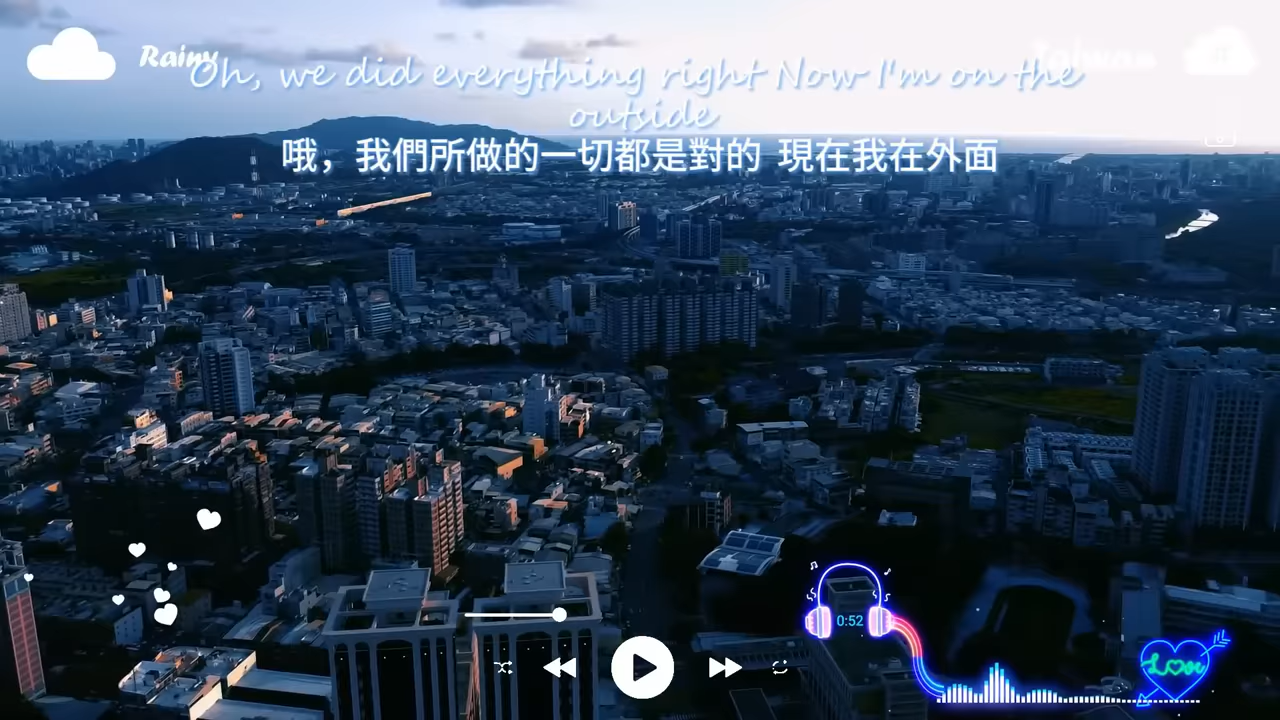 Rainy
Taiwan
Oh, we did everything right Now I'm on the
outside
哦，我們所做的一切都是對的 現在我在外面
0:52